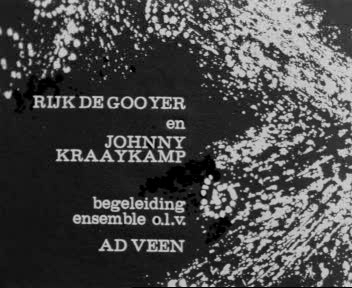 RIJK DE GOOYER
en
JOHNNY
KRAAYKAMP
begeleiding
ensemble o.l.v.
AD VEEN